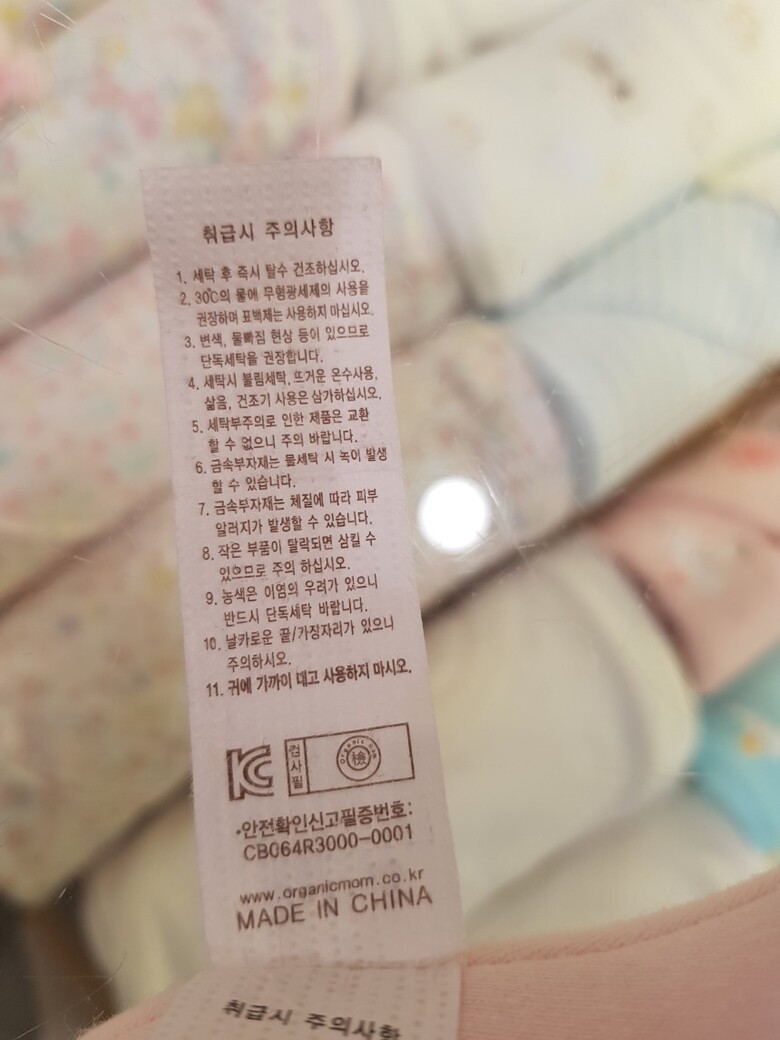 취급시 주의사항
1. 세탁 후 즉시 탈수 건조하십시오.
2. 30℃의 물에 무형광세제의 사용을
권장하며 표백제는 사용하지 마십시오.
3. 변색, 물빠짐 현상 등이 있으므로
단독세탁을 권장합니다.
4. 세탁시 불림세탁, 뜨거운 온수사용,
삶음, 건조기 사용은 삼가하십시오.
5. 세탁부주의로 인한 제품은 교환
할 수 없으니 주의 바랍니다.
6. 금속부자재는 물세탁 시 녹이 발생
할 수 있습니다.
7. 금속부자재는 체질에 따라 피부
알러지가 발생할 수 있습니다.
8. 작은 부품이 탈락되면 삼킬 수
있으므로 주의 하십시오.
9. 농색은 이염의 우려가 있으니
반드시 단독세탁 바랍니다.
10. 날카로운 끝/가장자리가 있으니
주의하십시오.
11. 귀에 가까이 대고 사용하지 마시오.
KC
검사필
Organic mom
檢
•안전확인신고필증번호:
CB064R3000-0001
www.organicmom.co.kr
MADE IN CHINA
취급시 주의사항